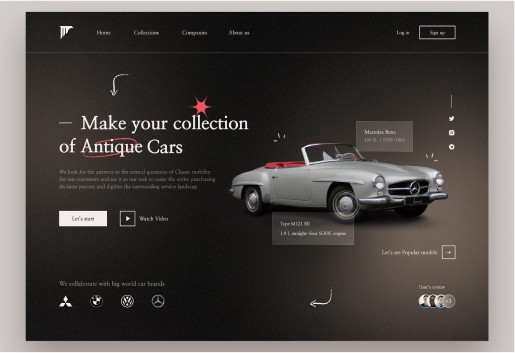 Home
Collections
Companies
About us
Log in
Sign up
Make your collection
of Antique Cars
We look for the answers to the central questions of Classic mobility
for our customers and see it as our task to assist the entire purchasing
decision process and digitise the surrounding service landscap
Let's start
Watch Video
Mercedes Benz
190 SL | 1955-1963
Type M121 BII
1.9 L straight-four SOHC engine
Let's see Popular models
We collaborate with big world car brands
User's review